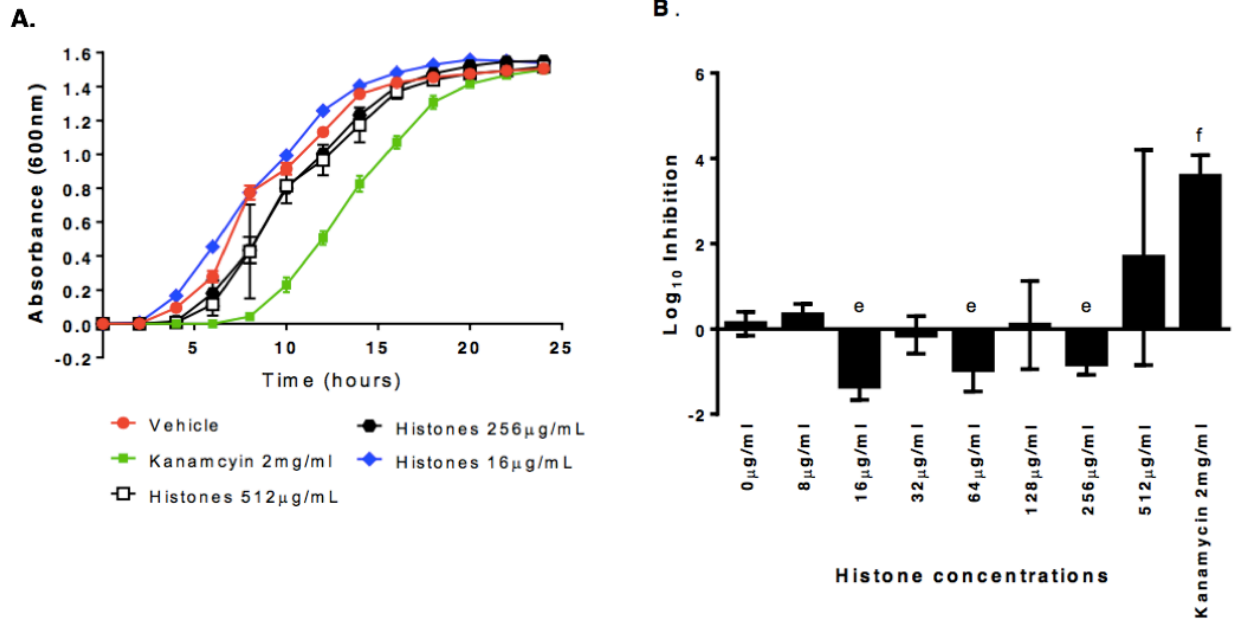 A.
B .
1.6
1.4
1.2
1.0
0.8
0.6
0.4
0.2
0.0
-0.2
Absorbance (600nm)
5
10
15
20
25
Time (hours)
Vehicle
Kanamcyin 2mg/ml
Histones 512µg/mL
Histones 256µg/mL
Histones 16µg/mL
6
4
2
0
-2
Log10 Inhibition
e
e
e
f
0µg/ml
8µg/ml
16µg/ml
32µg/ml
64µg/ml
128µg/ml
256µg/ml
512µg/ml
Kanamycin 2mg/ml
Histone concentrations